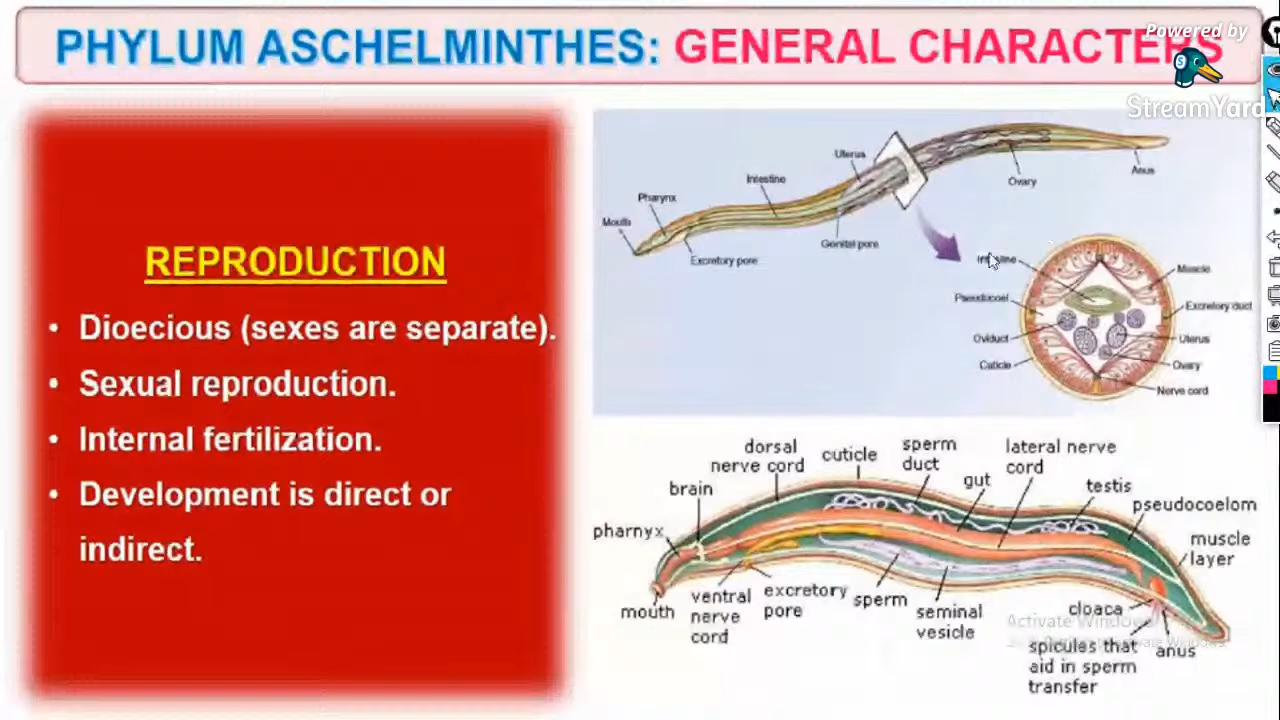 PHYLUM ASCHELMINTHES: GENERAL CHARACTERS
Powered by
StreamYard
REPRODUCTION
• Dioecious (sexes are separate).
• Sexual reproduction.
• Internal fertilization.
• Development is direct or
indirect.
Uterus
Intestine
Pharynx
Mouth
Excretory pore
Genital pore
Ovary
Anus
Intestine
Pseudocoel
Oviduct
Cuticle
Muscle
Excretory duct
Uterus
Ovary
Nerve cord
dorsal
nerve cord
cuticle
sperm
duct
lateral nerve
cord
brain
gut
testis
pseudocoelom
pharnyx
muscle
layer
mouth
ventral
nerve
cord
excretory
pore
sperm
seminal
vesicle
cloaca
spicules that
aid in sperm
transfer
anus
Activate Windows